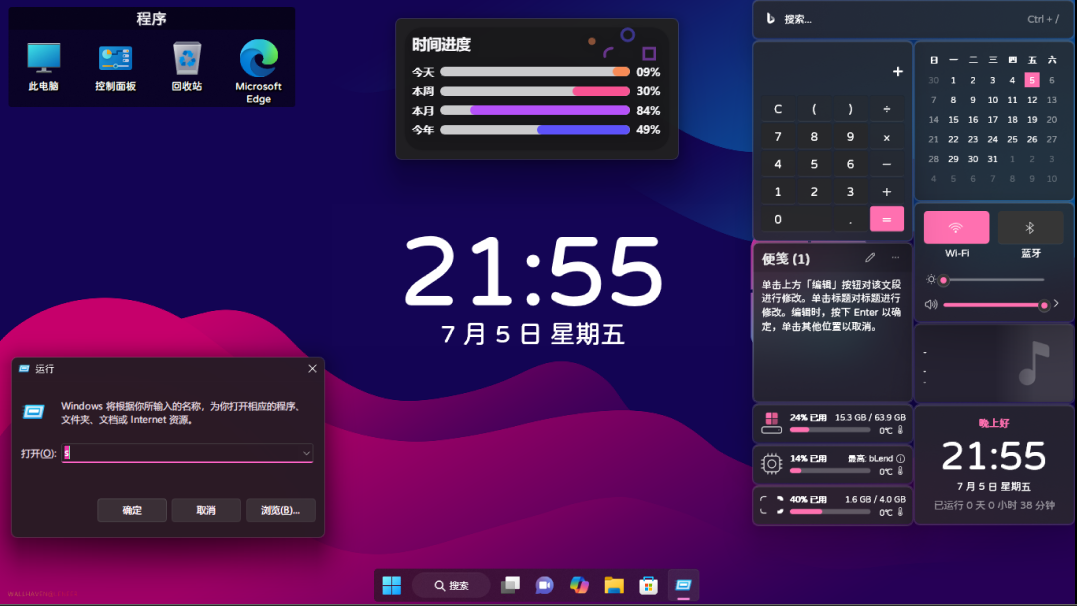 程序
此电脑
控制面板
回收站
Microsoft
Edge
时间进度
今天 09%
本周 30%
本月 84%
今年 49%
21:55
7 月 5 日 星期五
运行
Windows 将根据你所输入的名称，为你打开相应的程序、
文件夹、文档或 Internet 资源。
打开(O): s
确定 取消 浏览(B)...
搜索... Ctrl + /
+
C ( ) ÷
7 8 9 ×
4 5 6 −
1 2 3 +
0 . =
日 一 二 三 四 五 六
30 1 2 3 4 5 6
7 8 9 10 11 12 13
14 15 16 17 18 19 20
21 22 23 24 25 26 27
28 29 30 31 1 2 3
4 5 6 7 8 9 10
Wi-Fi 蓝牙
便笺 (1)
单击上方「编辑」按钮对该文段
进行修改。单击标题对标题进行
修改。编辑时，按下 Enter 以确
定，单击其他位置以取消。
-
-
-
24% 已用 15.3 GB / 63.9 GB
0℃
14% 已用 最高: bLend
0℃
40% 已用 1.6 GB / 4.0 GB
0℃
晚上好
21:55
7 月 5 日 星期五
已运行 0 天 0 小时 38 分钟
搜索